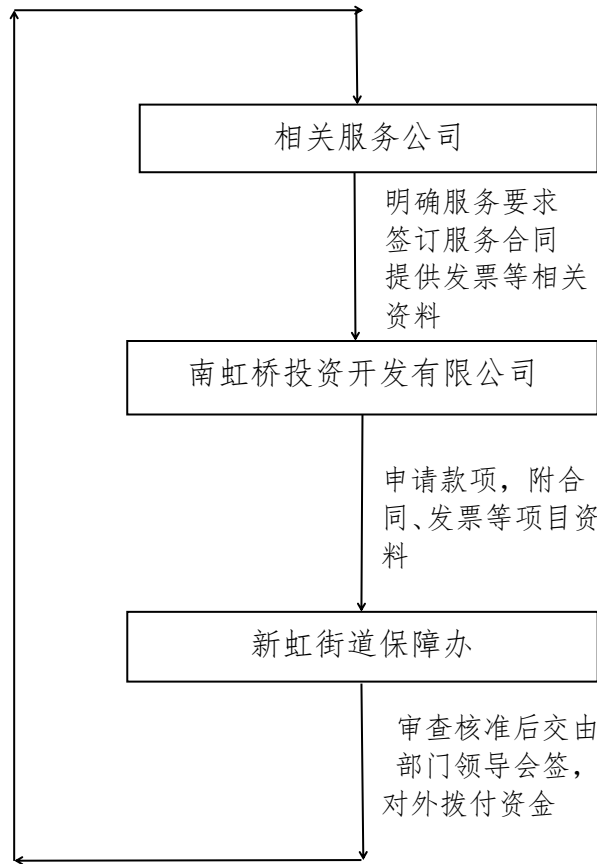 相关服务公司
明确服务要求
签订服务合同
提供发票等相关
资料
南虹桥投资开发有限公司
申请款项，附合
同、发票等项目资
料
新虹街道保障办
审查核准后交由
部门领导会签，
对外拨付资金